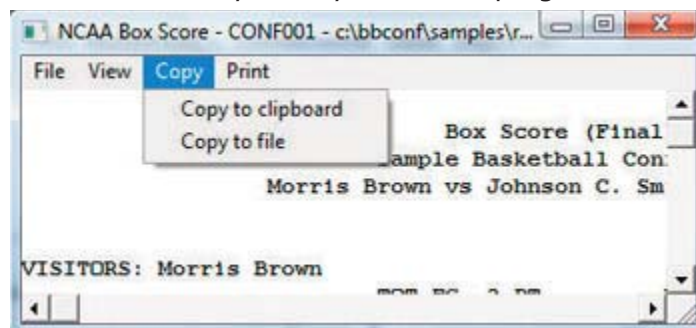 NCAA Box Score - CONF001 - c:\bbconf\samples\r...
File View Copy Print
Copy to clipboard
Copy to file
Box Score (Final
ample Basketball Con
Morris Brown vs Johnson C. Sm
VISITORS: Morris Brown